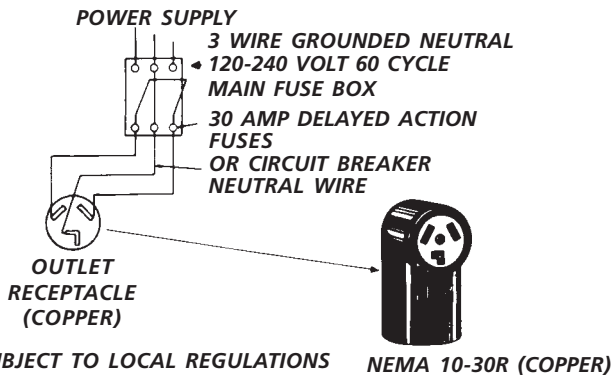 POWER SUPPLY
3 WIRE GROUNDED NEUTRAL
120-240 VOLT 60 CYCLE
MAIN FUSE BOX
30 AMP DELAYED ACTION
FUSES
OR CIRCUIT BREAKER
NEUTRAL WIRE
OUTLET
RECEPTACLE
(COPPER)
BJECT TO LOCAL REGULATIONS
NEMA 10-30R (COPPER)